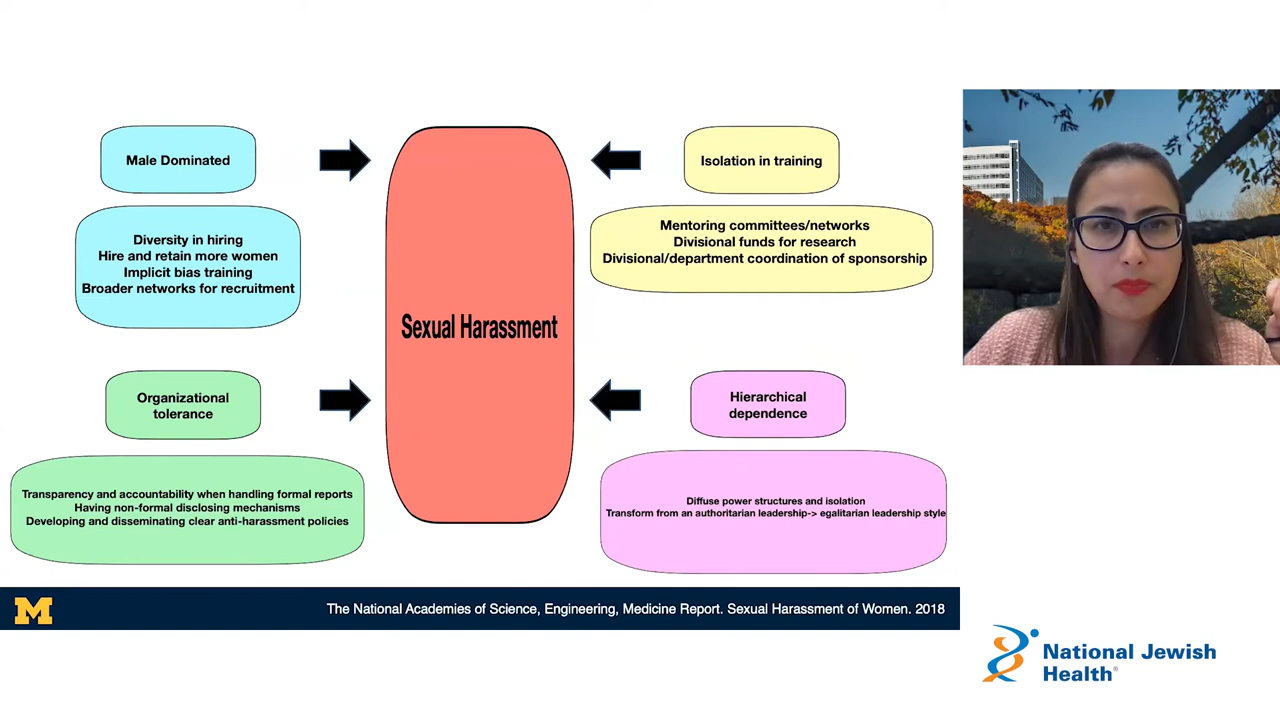 Male Dominated
Diversity in hiring
Hire and retain more women
Implicit bias training
Broader networks for recruitment
Organizational
tolerance
Transparency and accountability when handling formal reports
Having non-formal disclosing mechanisms
Developing and disseminating clear anti-harassment policies
Sexual Harassment
Isolation in training
Mentoring committees/networks
Divisional funds for research
Divisional/department coordination of sponsorship
Hierarchical
dependence
Diffuse power structures and isolation
Transform from an authoritarian leadership-> egalitarian leadership style
M
The National Academies of Science, Engineering, Medicine Report. Sexual Harassment of Women. 2018
National Jewish
Health®